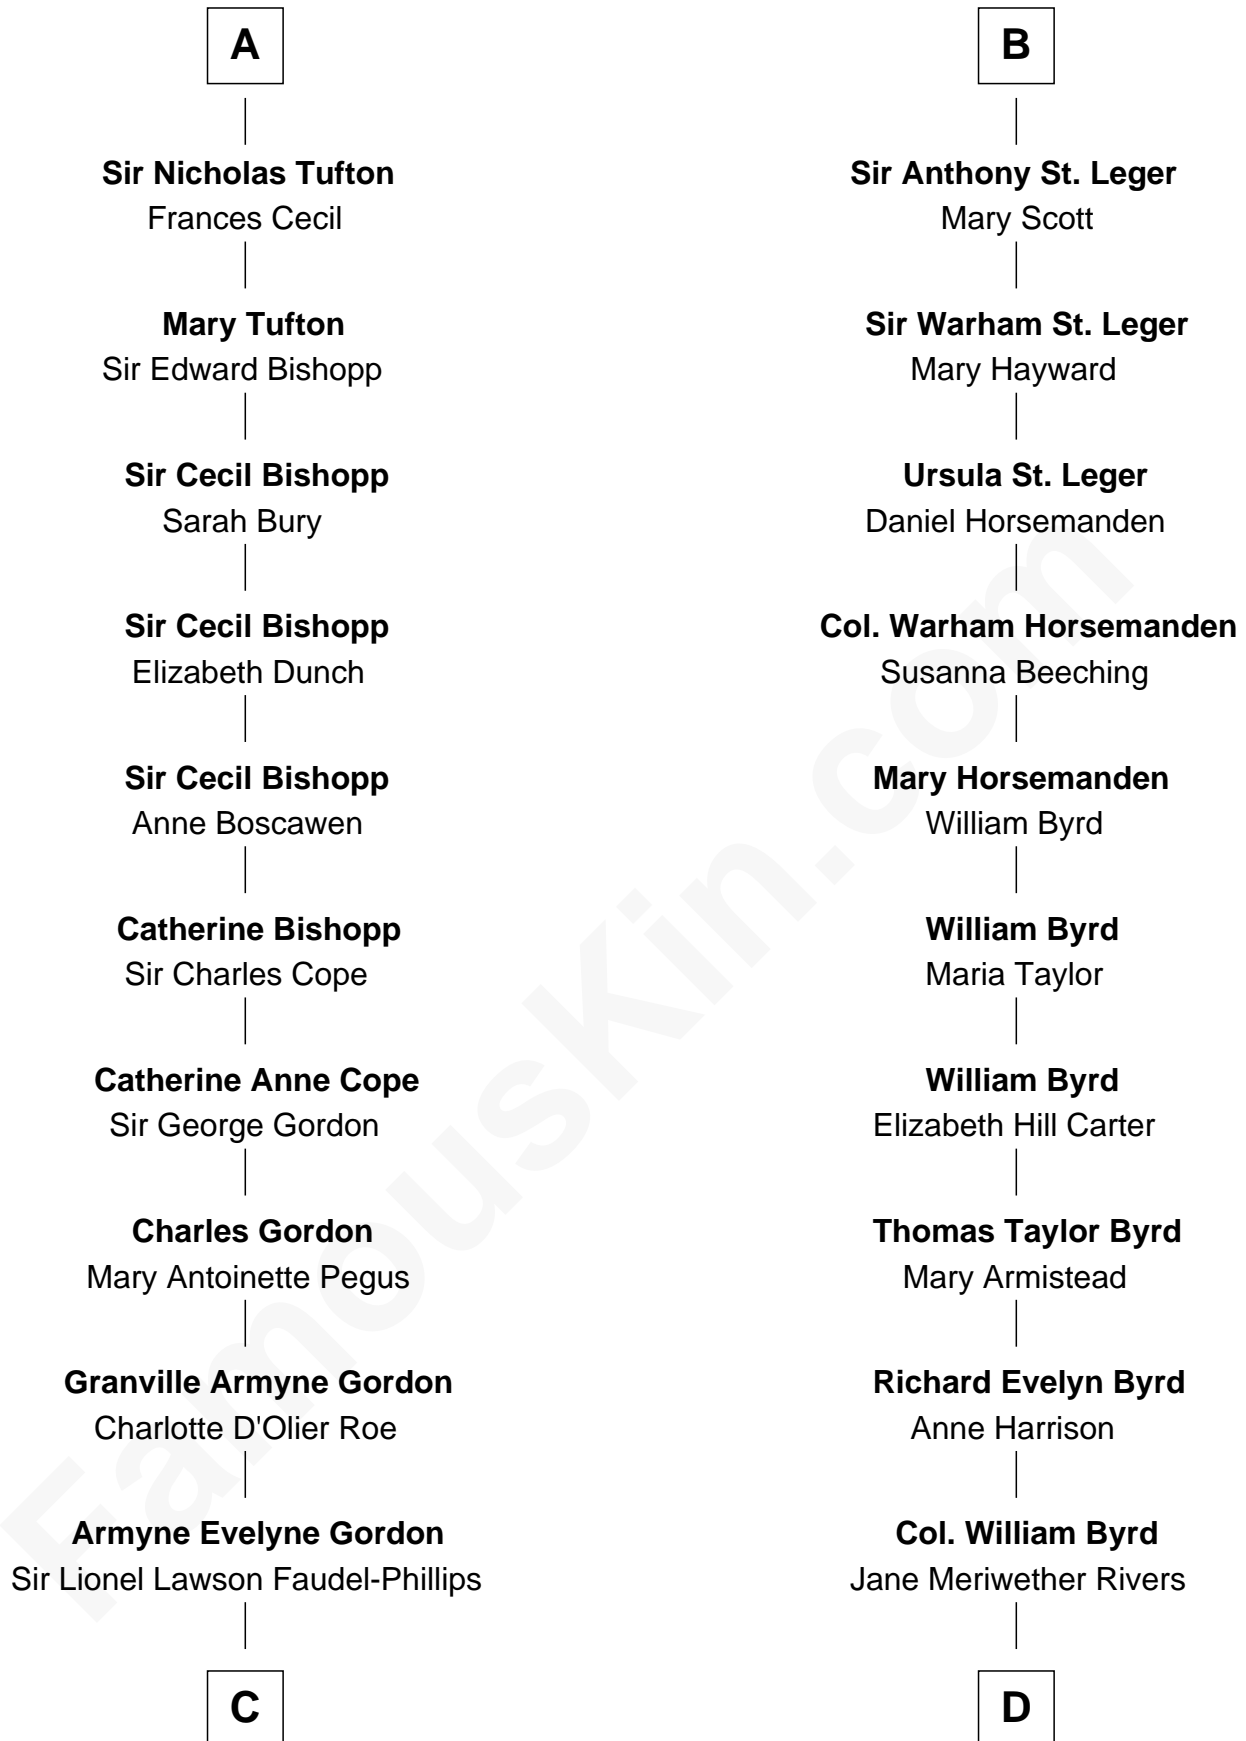 A
Sir Nicholas Tufton
Frances Cecil
Mary Tufton
Sir Edward Bishopp
Sir Cecil Bishopp
Sarah Bury
Sir Cecil Bishopp
Elizabeth Dunch
Sir Cecil Bishopp
Anne Boscawen
Catherine Bishopp
Sir Charles Cope
Catherine Anne Cope
Sir George Gordon
Charles Gordon
Mary Antoinette Pegus
Granville Armyne Gordon
Charlotte D'Olier Roe
Armyne Evelyne Gordon
Sir Lionel Lawson Faudel-Phillips
C
B
Sir Anthony St. Leger
Mary Scott
Sir Warham St. Leger
Mary Hayward
Ursula St. Leger
Daniel Horsemanden
Col. Warham Horsemanden
Susanna Beeching
Mary Horsemanden
William Byrd
William Byrd
Maria Taylor
William Byrd
Elizabeth Hill Carter
Thomas Taylor Byrd
Mary Armistead
Richard Evelyn Byrd
Anne Harrison
Col. William Byrd
Jane Meriwether Rivers
D
FamousKin.com